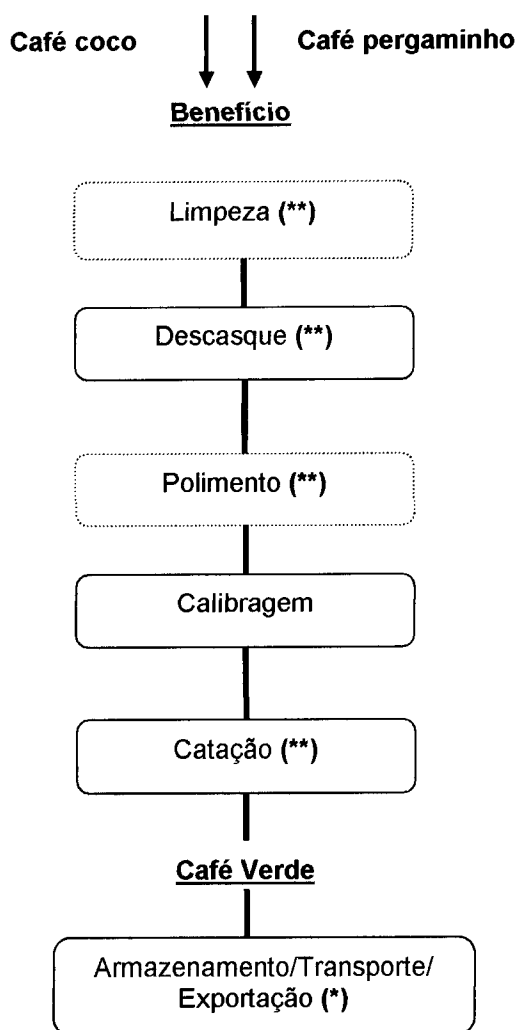 Café coco
Café pergaminho
Benefício
Limpeza (**)
Descasque (**)
Polimento (**)
Calibragem
Catação (**)
Café Verde
Armazenamento/Transporte/
Exportação (*)